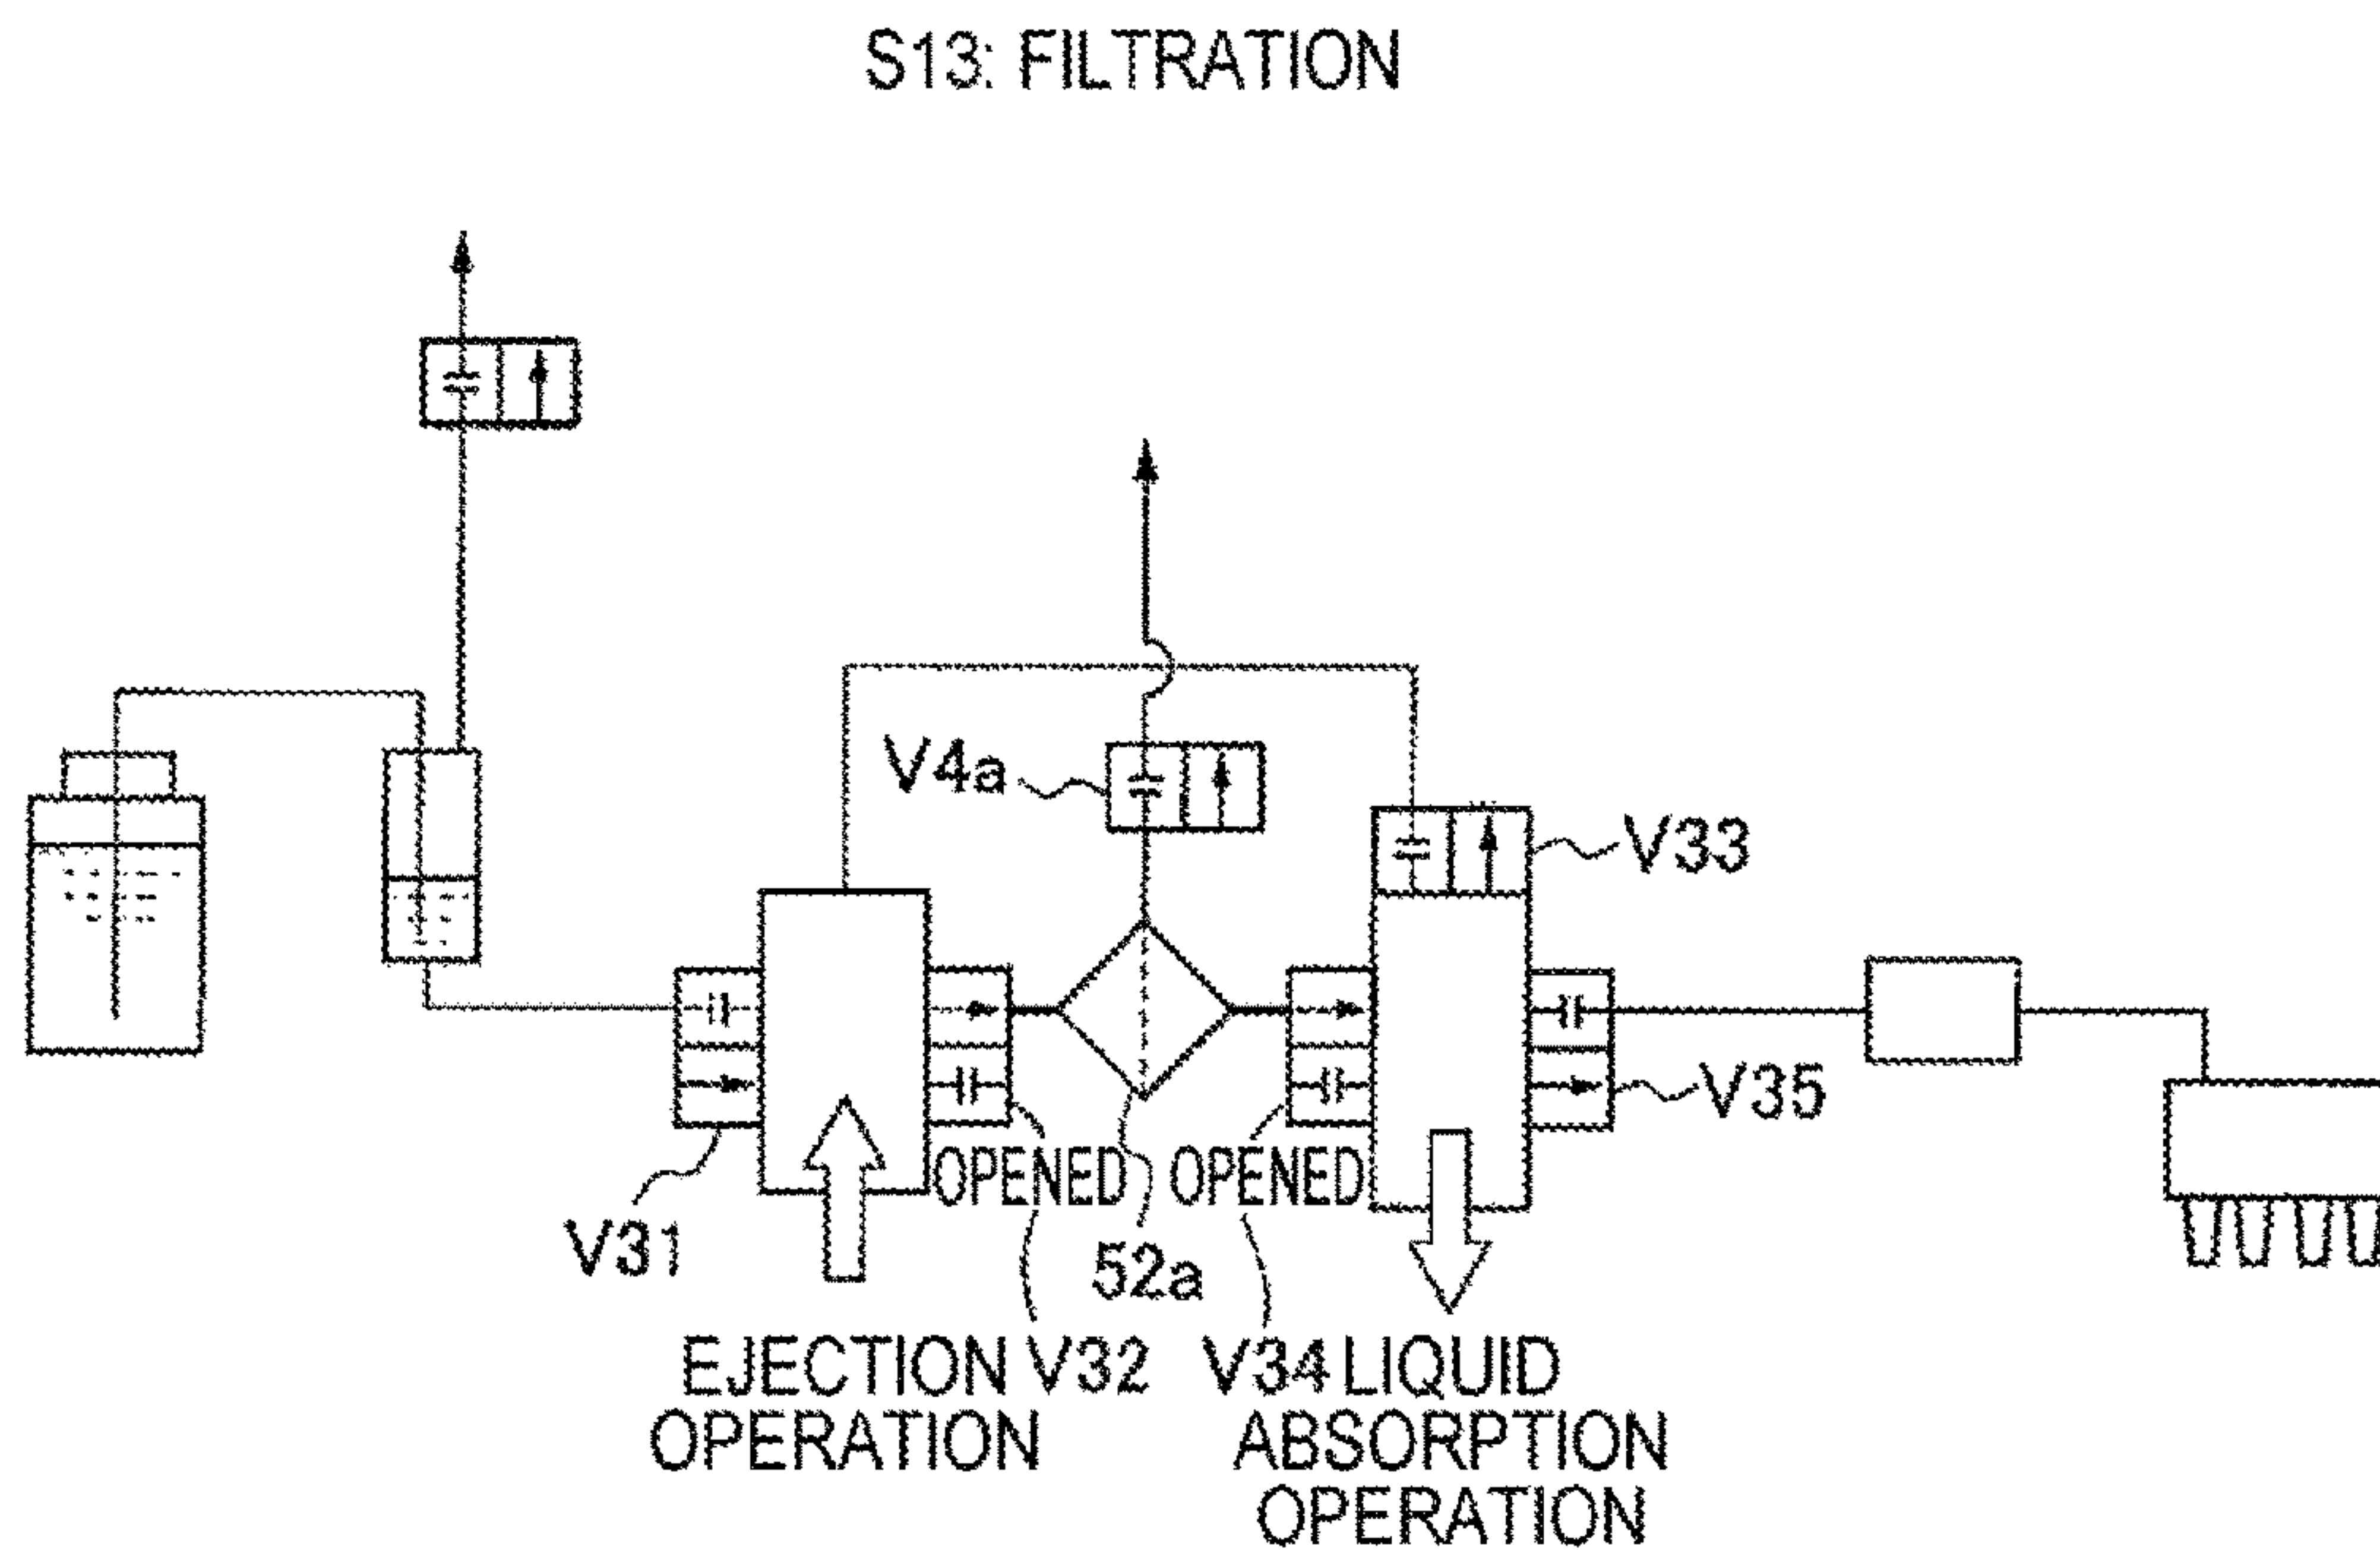 S13: FILTRATION
V4a
V33
V35
OPENED OPENED
V31
52a
EJECTION V32 V34 LIQUID
OPERATION ABSORPTION
OPERATION